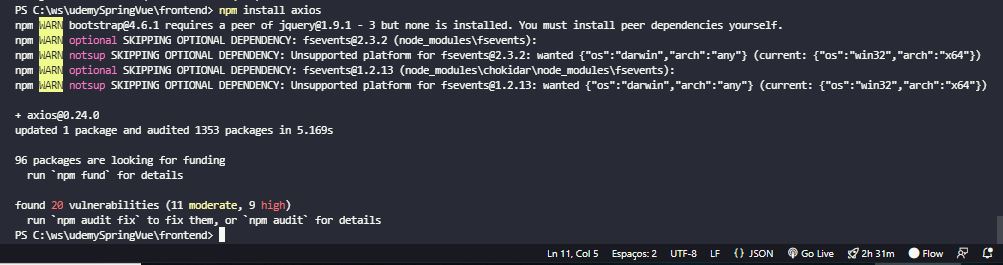 PS C:\ws\udemySpringVue\frontend> npm install axios
npm WARN bootstrap@4.6.1 requires a peer of jquery@1.9.1 - 3 but none is installed. You must install peer dependencies yourself.
npm WARN optional SKIPPING OPTIONAL DEPENDENCY: fsevents@2.3.2 (node_modules\fsevents):
npm WARN notsup SKIPPING OPTIONAL DEPENDENCY: Unsupported platform for fsevents@2.3.2: wanted {"os":"darwin","arch":"any"} (current: {"os":"win32","arch":"x64"})
npm WARN optional SKIPPING OPTIONAL DEPENDENCY: fsevents@1.2.13 (node_modules\chokidar\node_modules\fsevents):
npm WARN notsup SKIPPING OPTIONAL DEPENDENCY: Unsupported platform for fsevents@1.2.13: wanted {"os":"darwin","arch":"any"} (current: {"os":"win32","arch":"x64"})
+ axios@0.24.0
updated 1 package and audited 1353 packages in 5.169s
96 packages are looking for funding
run `npm fund` for details
found 20 vulnerabilities (11 moderate, 9 high)
run `npm audit fix` to fix them, or `npm audit` for details
PS C:\ws\udemySpringVue\frontend>
Ln 11, Col 5 Espaços: 2 UTF-8 LF {} JSON Go Live 2h 31m Flow